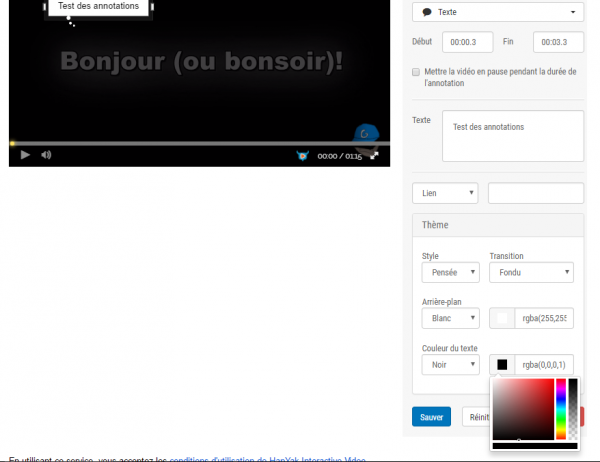 Test des annotations
Bonjour (ou bonsoir)!
00:00 / 01:15
Texte
Début 00:00.3 Fin 00:03.3
Mettre la vidéo en pause pendant la durée de
l'annotation
Texte Test des annotations
Lien
Thème
Style Transition
Pensée Fondu
Arrière-plan
Blanc rgba(255,255
Couleur du texte
Noir rgba(0,0,0,1)
Sauver Réinit
En utilisant ce service, vous acceptez les conditions d'utilisation de HapYak Interactive Video